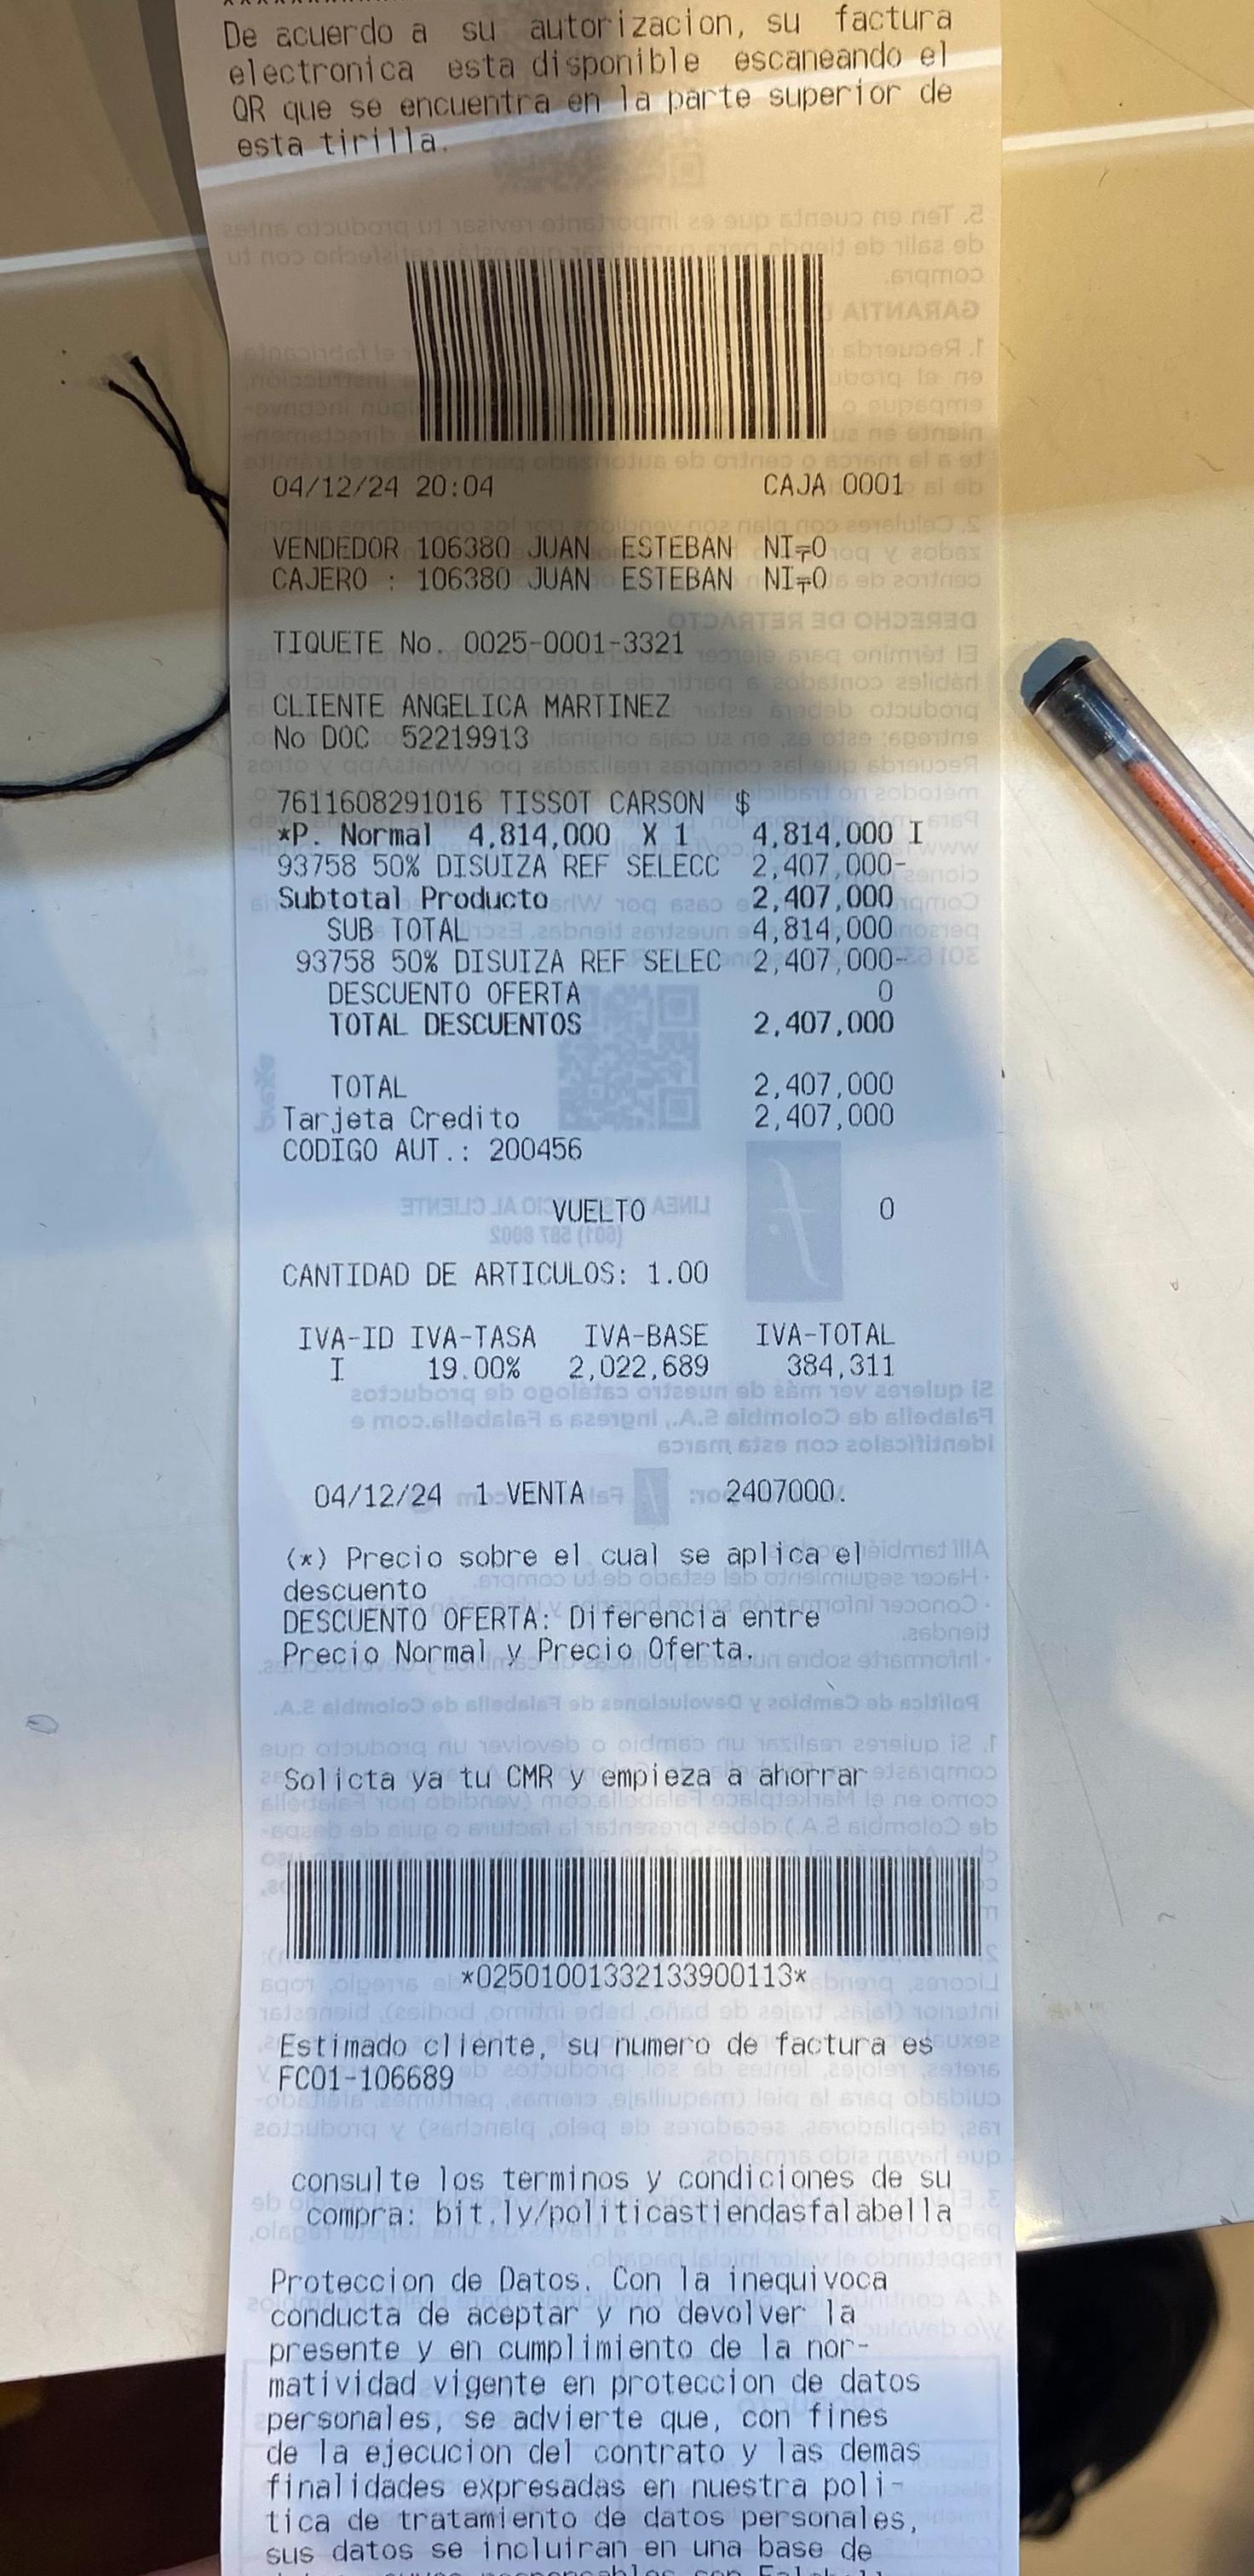 De acuerdo a su autorizacion, su factura
electronica esta disponible escaneando el
QR que se encuentra en la parte superior de
esta tirilla.
04/12/24 20:04 CAJA 0001
VENDEDOR 106380 JUAN ESTEBAN
CAJERO : 106380 JUAN ESTEBAN
TIQUETE No. 0025-0001-3321
CLIENTE ANGELICA MARTINEZ
No DOC 52219913
7611608291016 TISSOT CARSON $
*P. Normal 4,814,000 X 1 4,814,000 I
93758 50% DISUIZA REF SELECC 2,407,000-
Subtotal Producto 2,407,000
SUB TOTAL 4,814,000
93758 50% DISUIZA REF SELEC 2,407,000-
DESCUENTO OFERTA 0
TOTAL DESCUENTOS 2,407,000
TOTAL 2,407,000
Tarjeta Credito 2,407,000
CODIGO AUT.: 200456
VUELTO 0
CANTIDAD DE ARTICULOS: 1.00
IVA-ID IVA-TASA IVA-BASE IVA-TOTAL
I 19.00% 2,022,689 384,311
04/12/24 1 VENTA 2407000.
(*) Precio sobre el cual se aplica el
descuento
DESCUENTO OFERTA: Diferencia entre
Precio Normal y Precio Oferta.
Solicta ya tu CMR y empieza a ahorrar
*02501001332133900113*
Estimado cliente, su numero de factura es
FC01-106689
consulte los terminos y condiciones de su
compra: bit.ly/politicastiendasfalabella
Proteccion de Datos. Con la inequivoca
conducta de aceptar y no devolver la
presente y en cumplimiento de la nor-
matividad vigente en proteccion de datos
personales, se advierte que, con fines
de la ejecucion del contrato y las demas
finalidades expresadas en nuestra poli-
tica de tratamiento de datos personales,
sus datos se incluiran en una base de